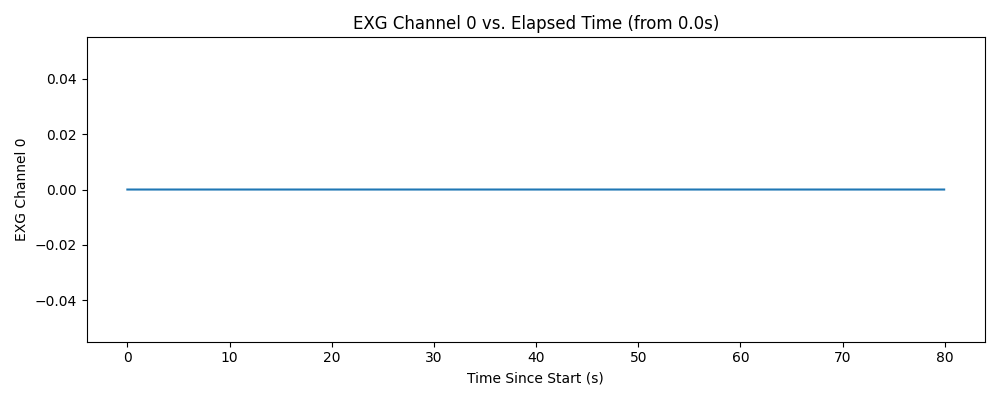 EXG Channel 0 vs. Elapsed Time (from 0.0s)
EXG Channel 0
0.04
0.02
0.00
−0.02
−0.04
0 10 20 30 40 50 60 70 80
Time Since Start (s)